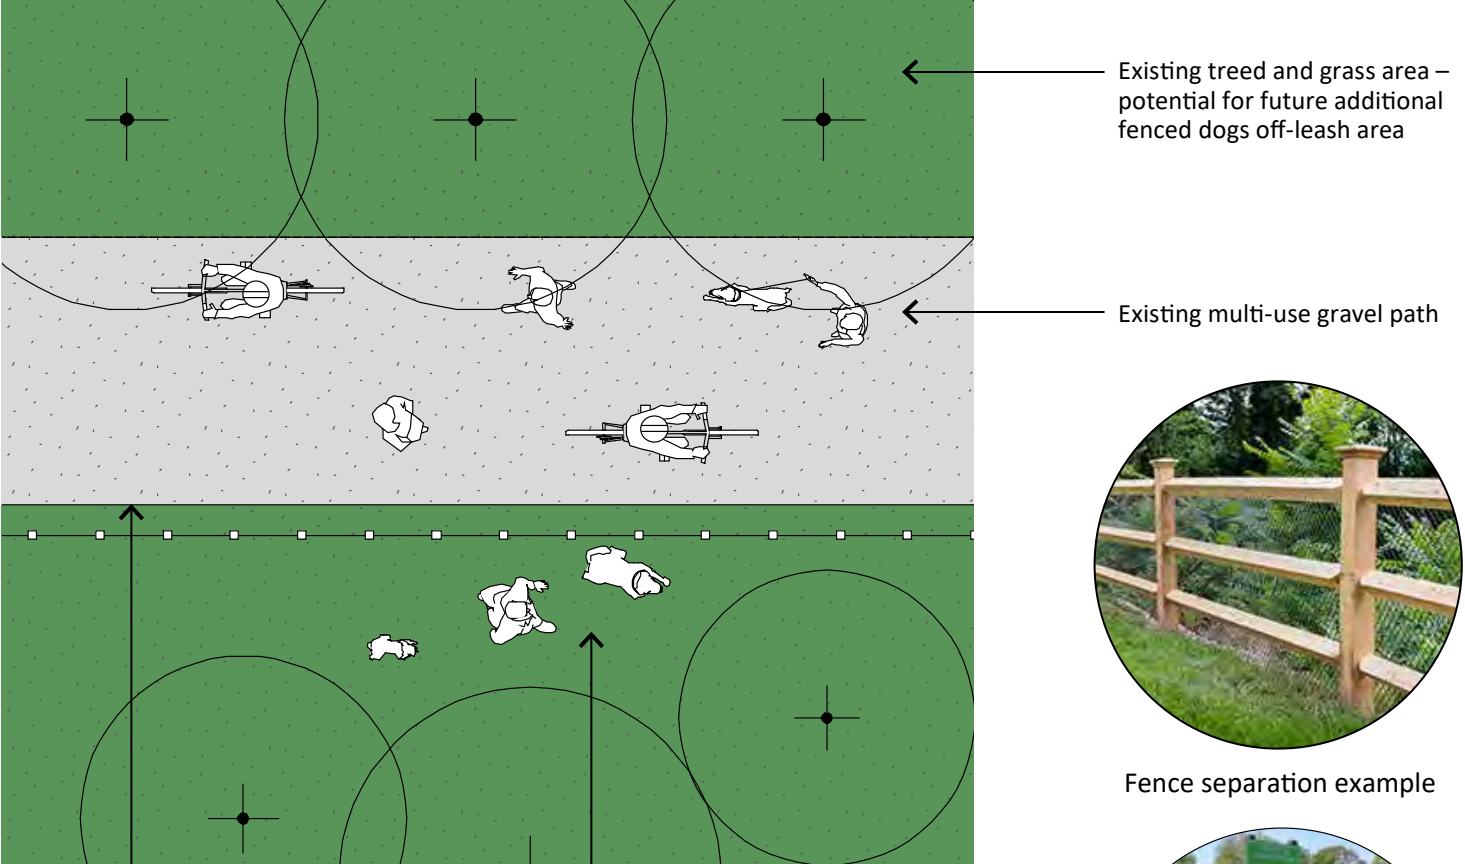 Existing treed and grass area –
potential for future additional
fenced dogs off-leash area
Existing multi-use gravel path
Fence separation example